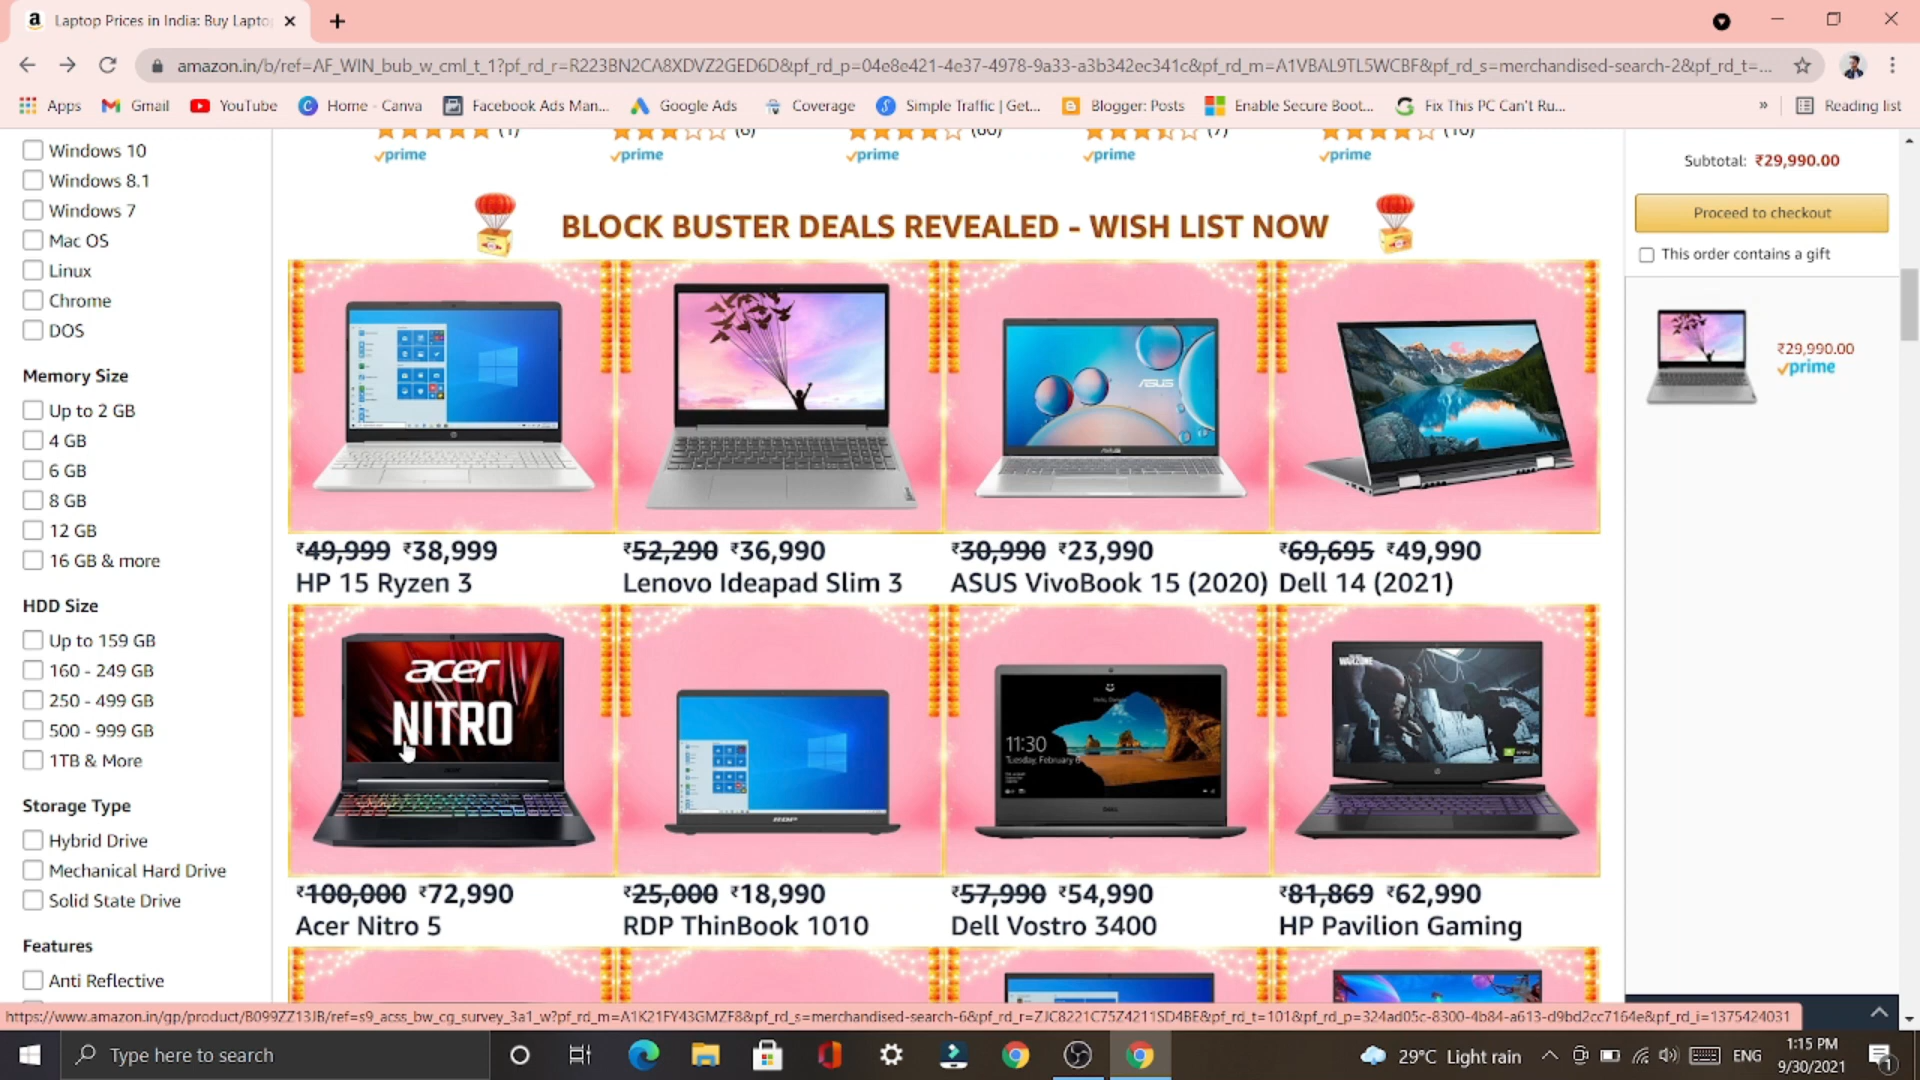 Laptop Prices in India: Buy Lapto
amazon.in/b/ref=AF_WIN_bub_w_cml_t_1?pf_rd_r=R223BN2CA8XDVZ2GED6D&pf_rd_p=04e8e421-4e37-4978-9a33-a3b342ec341c&pf_rd_m=A1VBAL9TL5WCBF&pf_rd_s=merchandised-search-2&pf_rd_t=...
Apps Gmail YouTube Home - Canva Facebook Ads Man... Google Ads Coverage Simple Traffic | Get... Blogger: Posts Enable Secure Boot... Fix This PC Can't Ru... » Reading list
prime prime prime prime prime
Windows 10
Windows 8.1
Windows 7
Mac OS
Linux
Chrome
DOS
Memory Size
Up to 2 GB
4 GB
6 GB
8 GB
12 GB
16 GB & more
HDD Size
Up to 159 GB
160 - 249 GB
250 - 499 GB
500 - 999 GB
1TB & More
Storage Type
Hybrid Drive
Mechanical Hard Drive
Solid State Drive
Features
Anti Reflective
BLOCK BUSTER DEALS REVEALED - WISH LIST NOW
ASUS
₹49,999 ₹38,999
HP 15 Ryzen 3
₹52,290 ₹36,990
Lenovo Ideapad Slim 3
₹30,990 ₹23,990
ASUS VivoBook 15 (2020)
₹69,695 ₹49,990
Dell 14 (2021)
acer
NITRO
RDP
11:30
Tuesday, February 6
WARZONE
₹100,000 ₹72,990
Acer Nitro 5
₹25,000 ₹18,990
RDP ThinBook 1010
₹57,990 ₹54,990
Dell Vostro 3400
₹81,869 ₹62,990
HP Pavilion Gaming
Subtotal: ₹29,990.00
Proceed to checkout
This order contains a gift
₹29,990.00
prime
https://www.amazon.in/gp/product/B099ZZ13JB/ref=s9_acss_bw_cg_survey_3a1_w?pf_rd_m=A1K21FY43GMZF8&pf_rd_s=merchandised-search-6&pf_rd_r=ZJC8221C75Z4211SD4BE&pf_rd_t=101&pf_rd_p=324ad05c-8300-4b84-a613-d9bd2cc7164e&pf_rd_i=1375424031
Type here to search
29°C Light rain
ENG
1:15 PM
9/30/2021
1